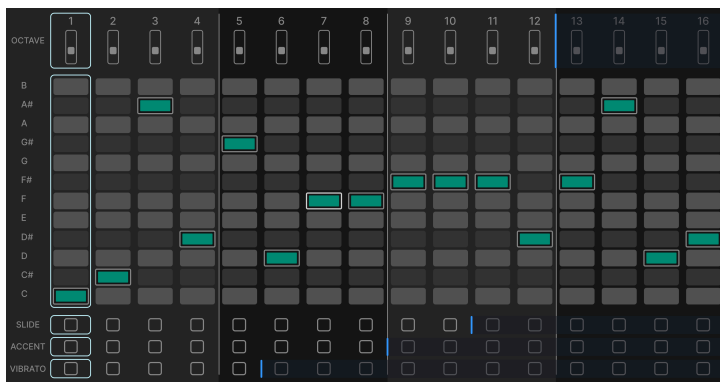 1 2 3 4 5 6 7 8 9 10 11 12 13 14 15 16
OCTAVE
B
A#
A
G#
G
F#
F
E
D#
D
C#
C
SLIDE
ACCENT
VIBRATO